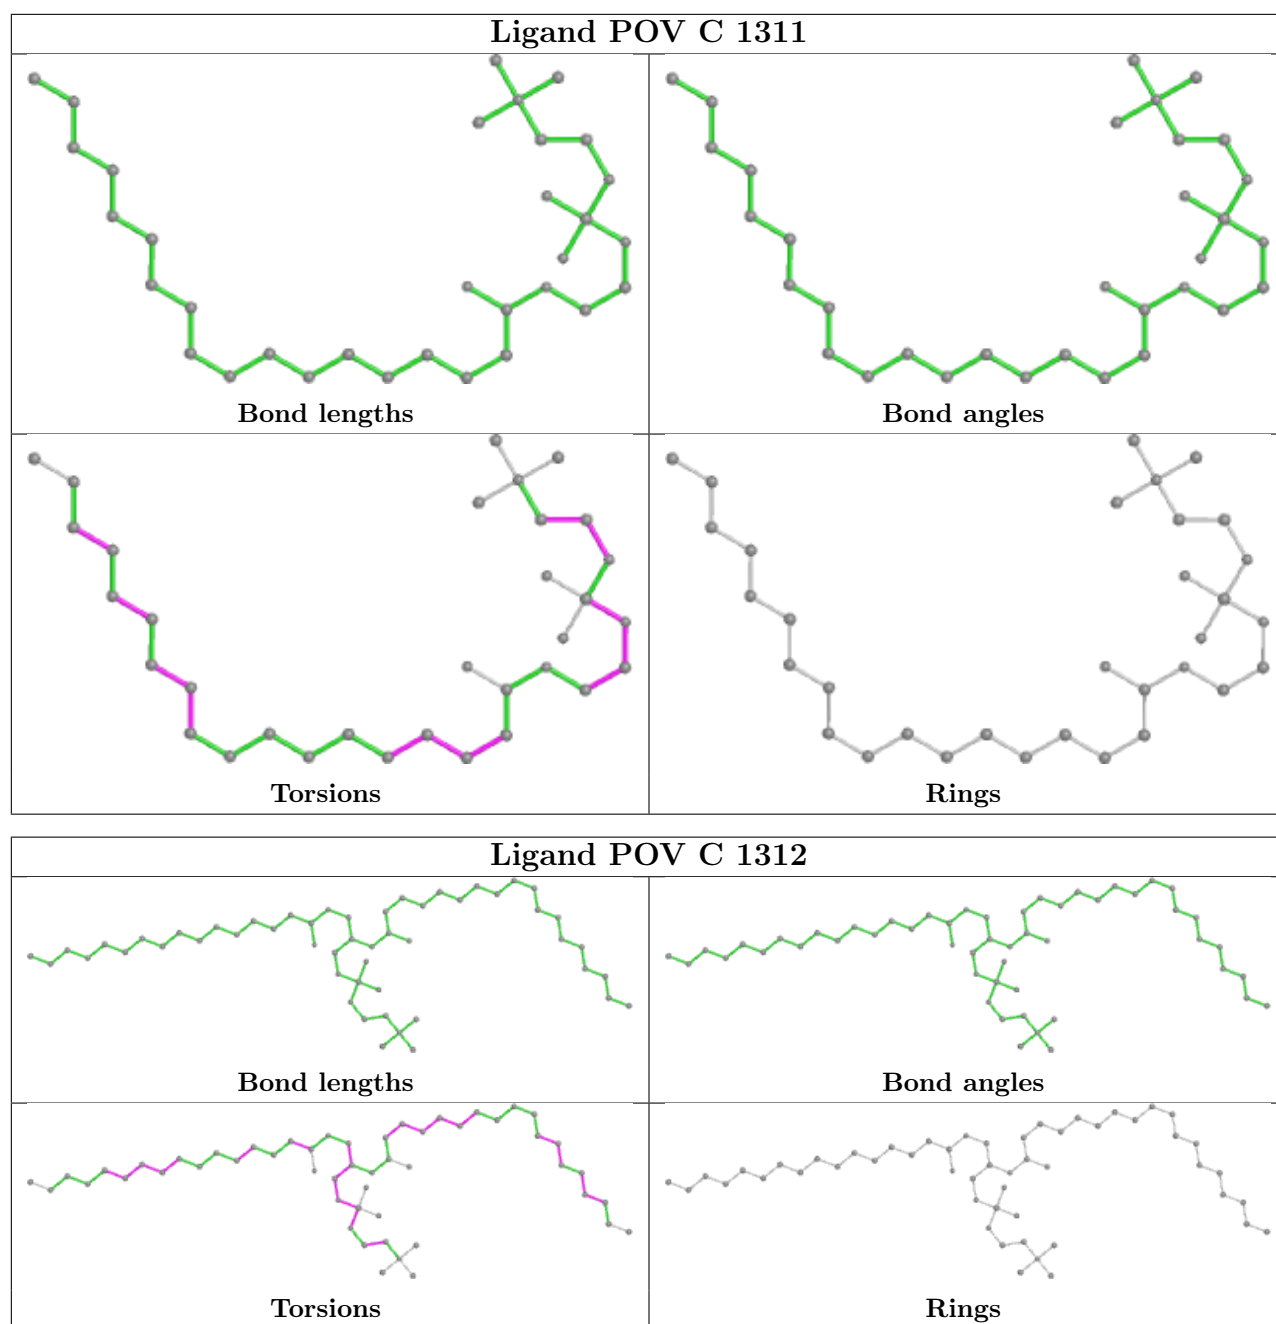 Ligand POV C 1311
Bond lengths
Bond angles
Torsions
Rings
Ligand POV C 1312
Bond lengths
Bond angles
Torsions
Rings